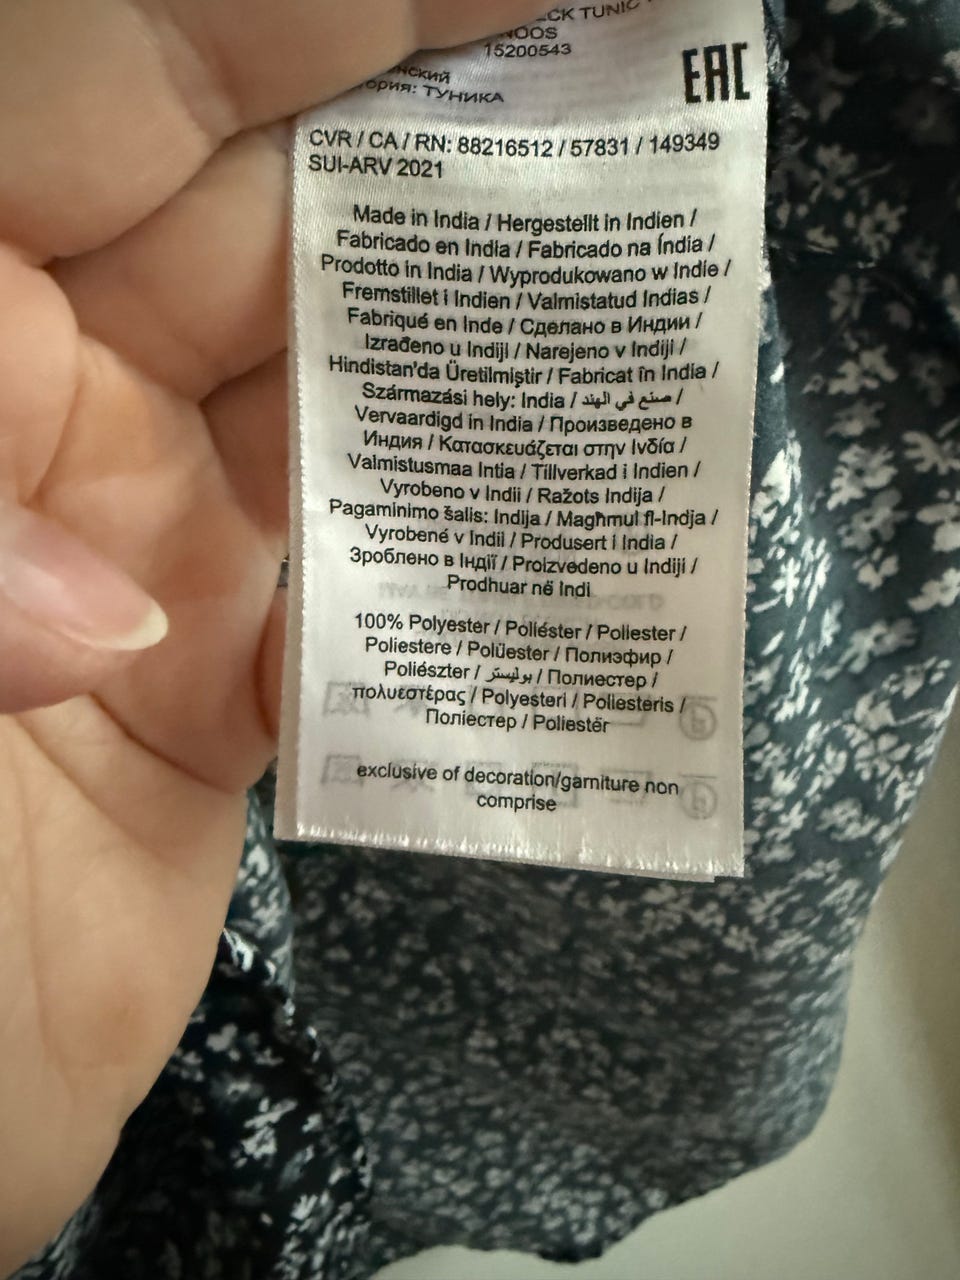 TUNIC
NOOS
15200543
ТУНИКА
EAC
CVR / CA / RN: 88216512 / 57831 / 149349
SUI-ARV 2021
Made in India / Hergestellt in Indien /
Fabricado en India / Fabricado na Índia /
Prodotto in India / Wyprodukowano w Indie /
Fremstillet i Indien / Valmistatud Indias /
Fabriqué en Inde / Сделано в Индии /
Izrađeno u Indiji / Narejeno v Indiji /
Hindistan'da Üretilmiştir / Fabricat în India /
Származási hely: India / صنع في الهند /
Vervaardigd in India / Произведено в
Индия / Κατασκευάζεται στην Ινδία /
Valmistusmaa Intia / Tillverkad i Indien /
Vyrobeno v Indii / Ražots Indija /
Pagaminimo šalis: Indija / Magħmul fl-Indja /
Vyrobené v Indii / Produsert i India /
Зроблено в Індії / Proizvedeno u Indiji /
Prodhuar në Indi
100% Polyester / Poliéster / Poliester /
Poliestere / Polüester / Полиэфир /
Poliészter / بوليستر / Полиестер /
πολυεστέρας / Polyesteri / Poliesteris /
Поліестер / Poliestër
exclusive of decoration/garniture non
comprise